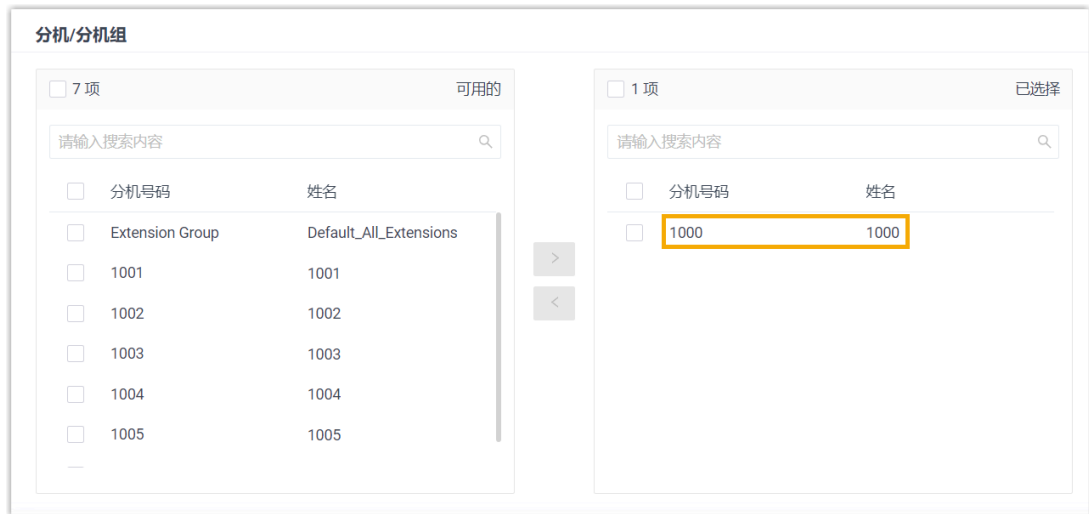 分机/分机组
7 项 可用的
请输入搜索内容
分机号码 姓名
Extension Group Default_All_Extensions
1001 1001
1002 1002
1003 1003
1004 1004
1005 1005
1 项 已选择
请输入搜索内容
分机号码 姓名
1000 1000